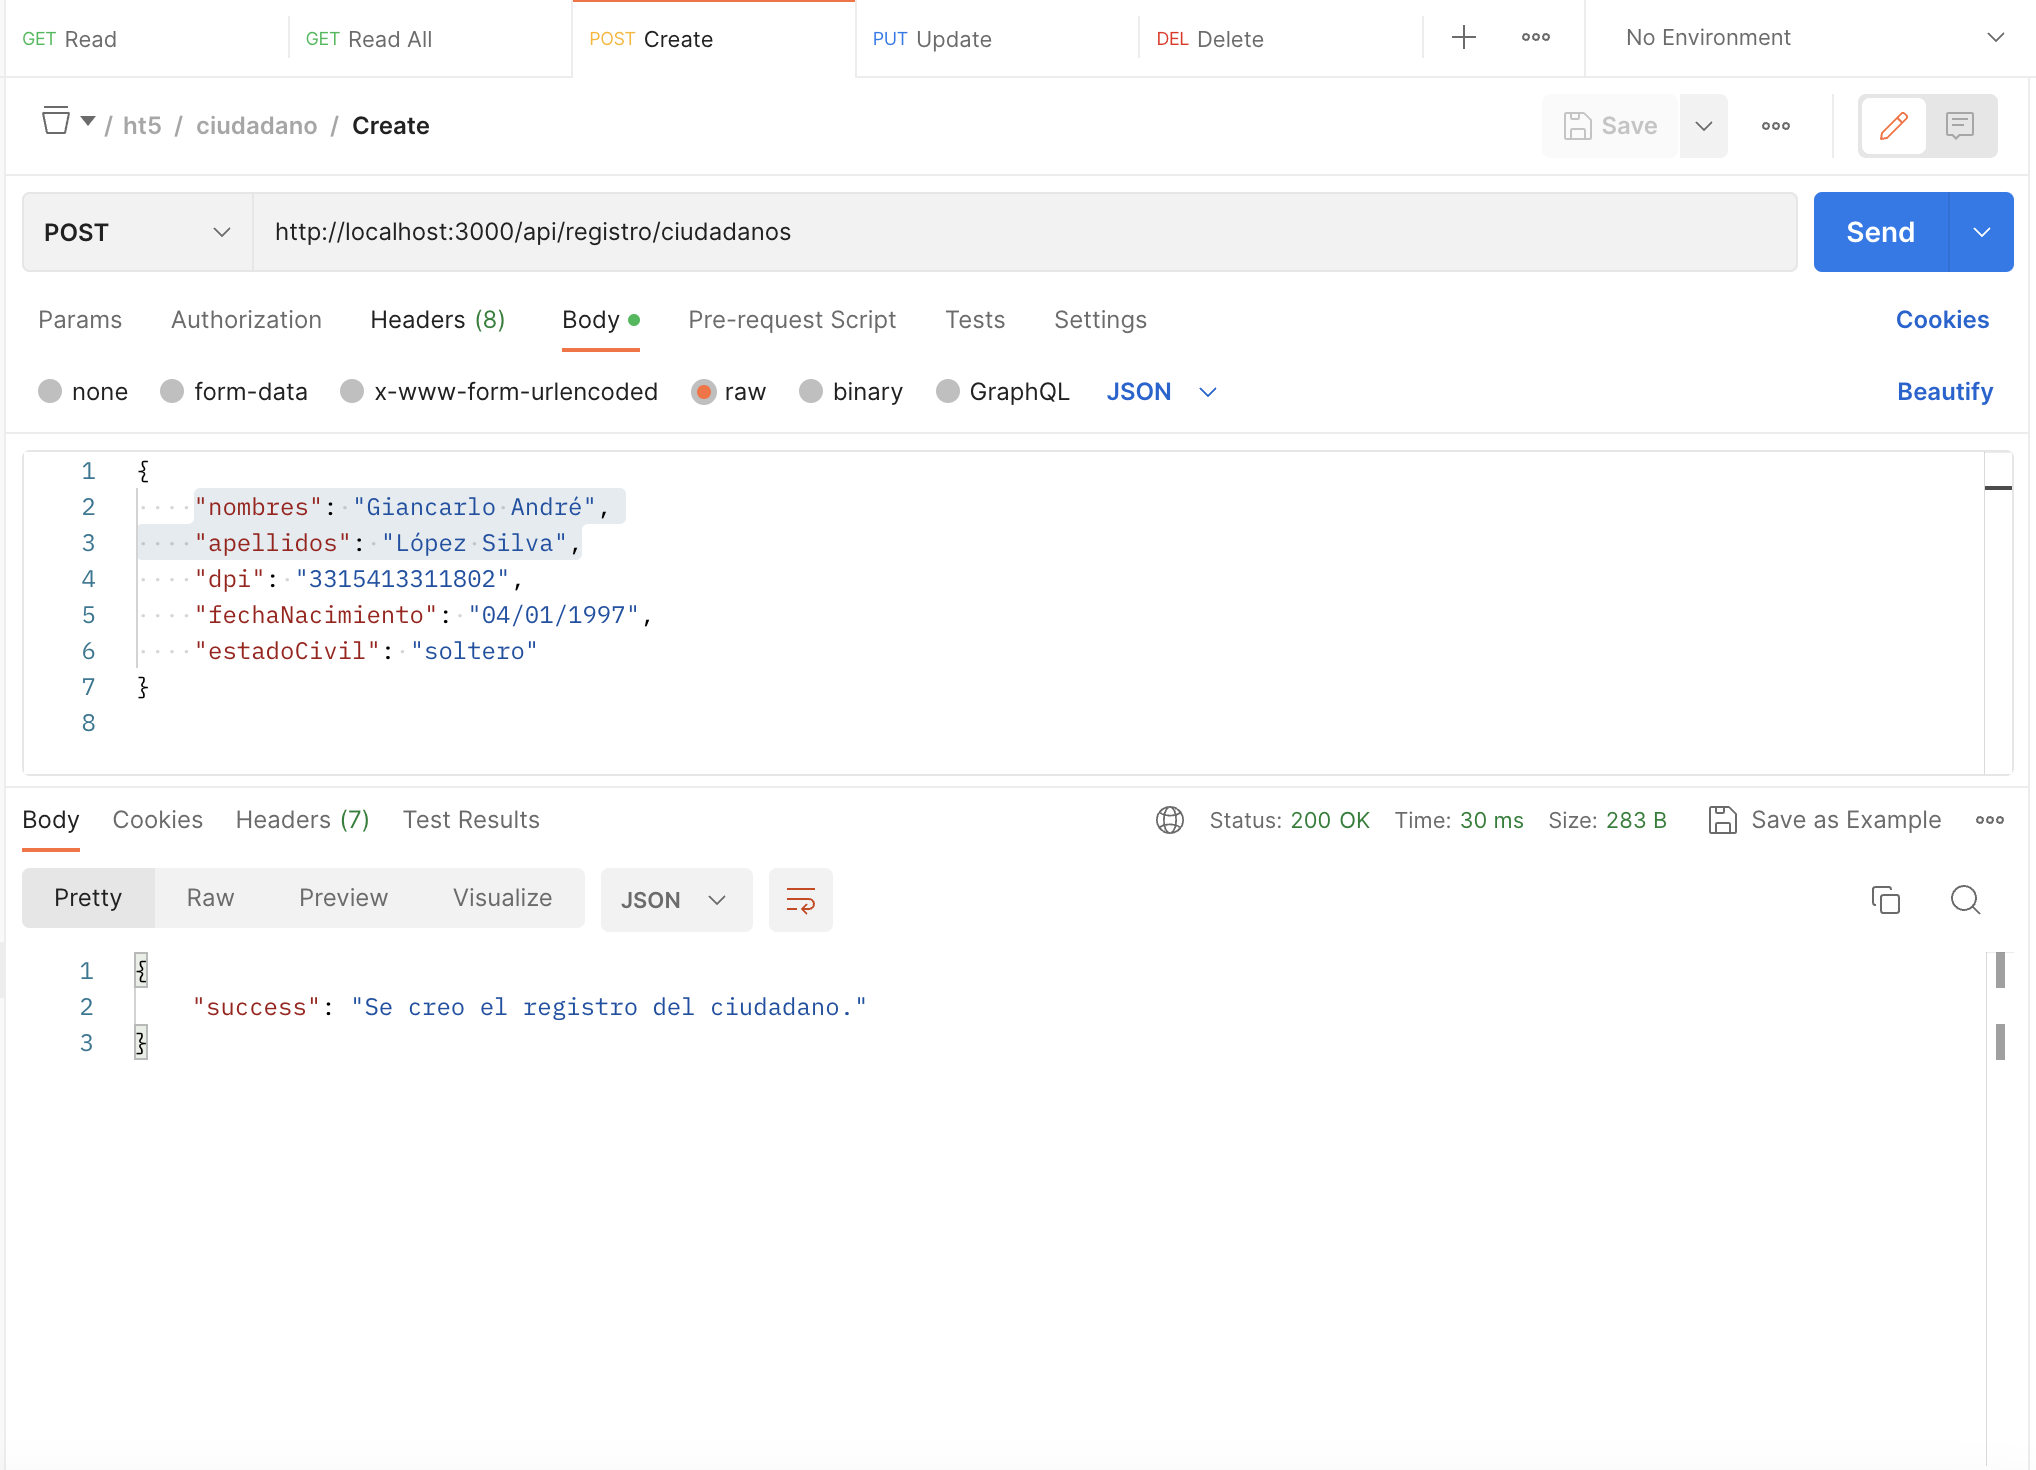 GET Read GET Read All POST Create PUT Update DEL Delete No Environment
/ ht5 / ciudadano / Create Save
POST http://localhost:3000/api/registro/ciudadanos Send
Params Authorization Headers (8) Body Pre-request Script Tests Settings Cookies
none form-data x-www-form-urlencoded raw binary GraphQL JSON Beautify
1 {
2 "nombres": "Giancarlo André",
3 "apellidos": "López Silva",
4 "dpi": "3315413311802",
5 "fechaNacimiento": "04/01/1997",
6 "estadoCivil": "soltero"
7 }
8
Body Cookies Headers (7) Test Results Status: 200 OK Time: 30 ms Size: 283 B Save as Example
Pretty Raw Preview Visualize JSON
1 {
2 "success": "Se creo el registro del ciudadano."
3 }